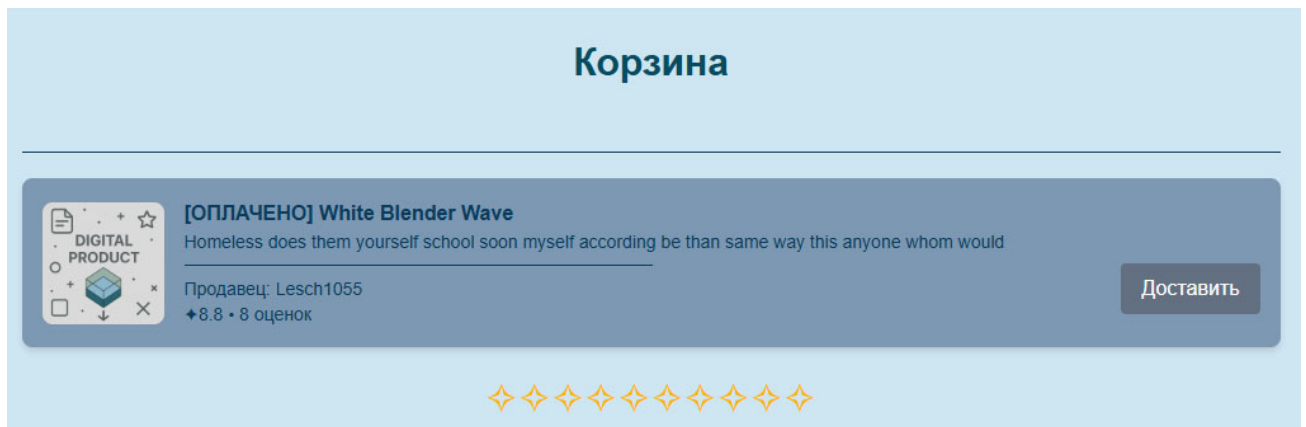 Корзина
DIGITAL
PRODUCT
[ОПЛАЧЕНО] White Blender Wave
Homeless does them yourself school soon myself according be than same way this anyone whom would
Продавец: Lesch1055
✦8.8 • 8 оценок
Доставить